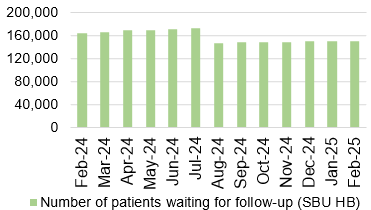 200,000
160,000
120,000
80,000
40,000
0
Feb-24
Mar-24
Apr-24
May-24
Jun-24
Jul-24
Aug-24
Sep-24
Oct-24
Nov-24
Dec-24
Jan-25
Feb-25
Number of patients waiting for follow-up (SBU HB)